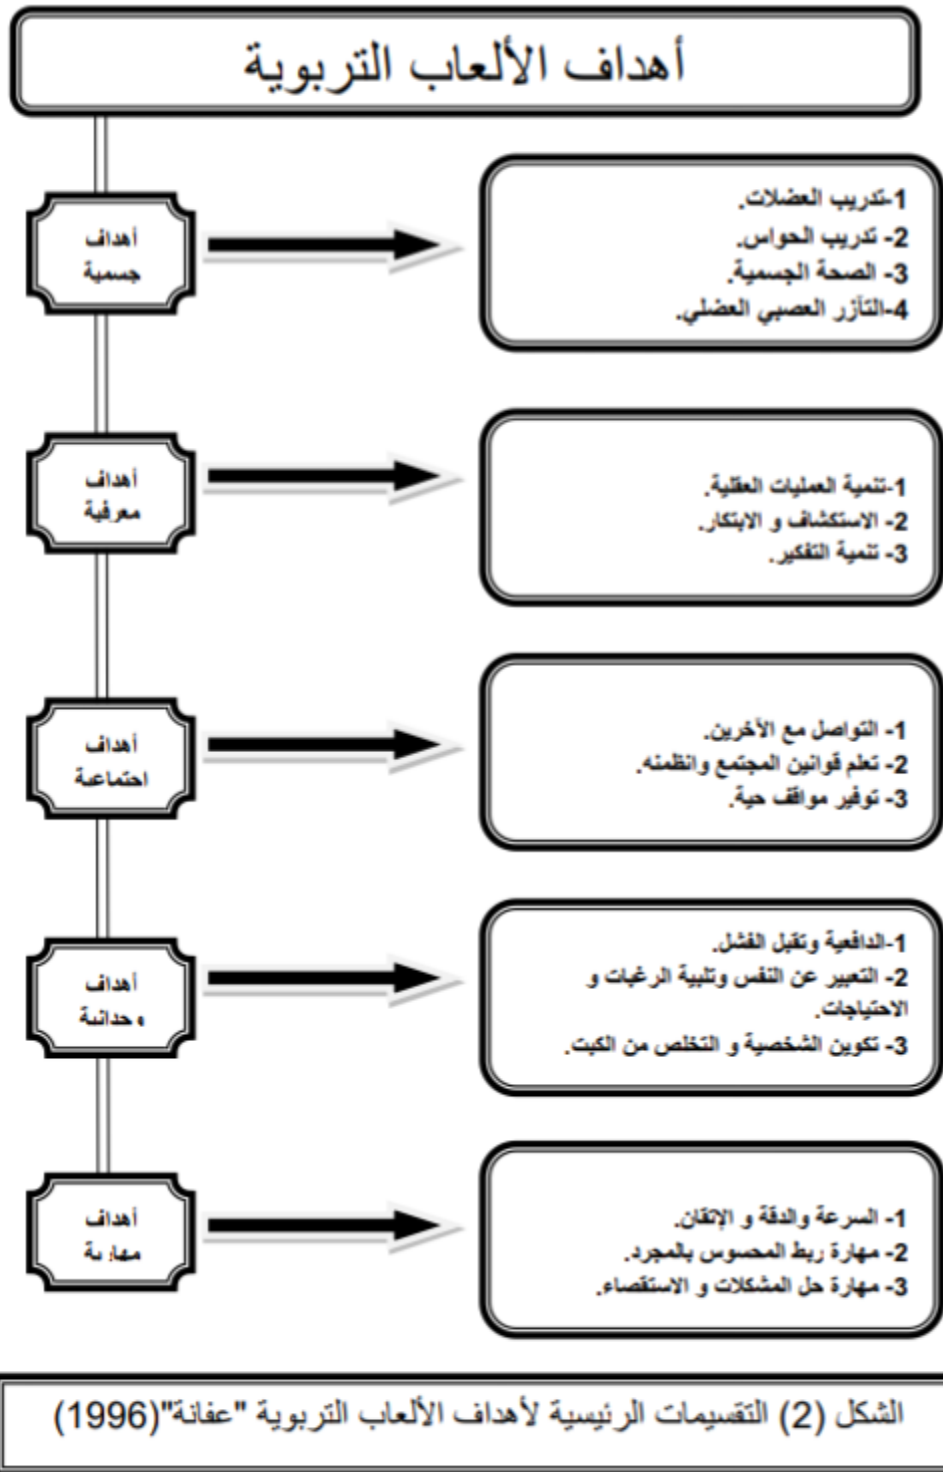 أهداف الألعاب التربوية
أهداف
جسمية
1-تدريب العضلات.
2- تدريب الحواس.
3- الصحة الجسمية.
4-التآزر العصبي العضلي.
أهداف
معرفية
1-تنمية العمليات العقلية.
2- الاستكشاف و الابتكار.
3- تنمية التفكير.
أهداف
اجتماعية
1- التواصل مع الأخرين.
2- تعلم قوانين المجتمع وانظمته.
3- توفير مواقف حية.
أهداف
وجدانية
1-الدافعية وتقبل الفشل.
2- التعبير عن النفس وتلبية الرغبات و
الاحتياجات.
3- تكوين الشخصية و التخلص من الكبت.
أهداف
مهارية
1- السرعة والدقة و الإتقان.
2- مهارة ربط المحسوس بالمجرد.
3- مهارة حل المشكلات و الاستقصاء.
الشكل (2) التقسيمات الرئيسية لأهداف الألعاب التربوية "عفانة"(1996)